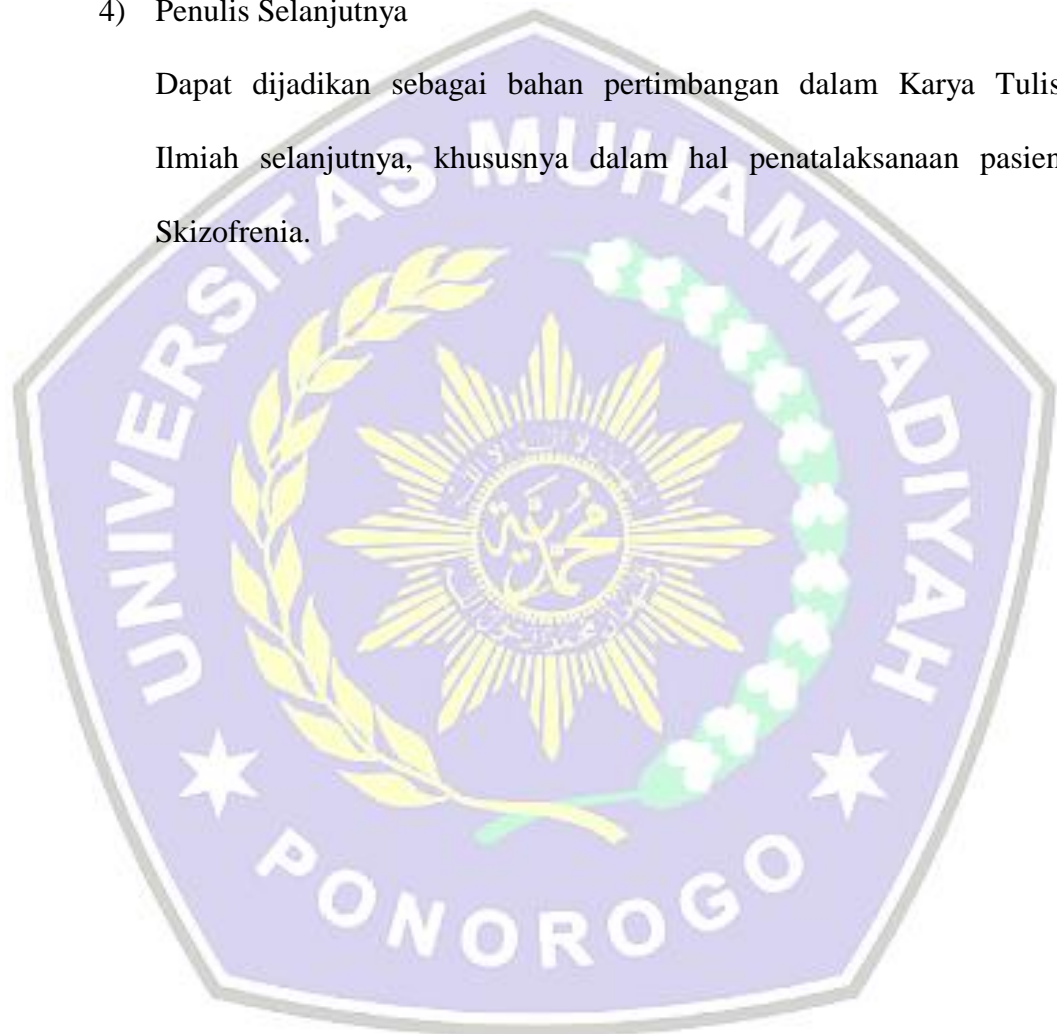 4) Penulis Selanjutnya
Dapat dijadikan sebagai bahan pertimbangan dalam Karya Tulis
Ilmiah selanjutnya, khususnya dalam hal penatalaksanaan pasien
Skizofrenia.
UNIVERSITAS MUHAMMADIYAH
PONOROGO